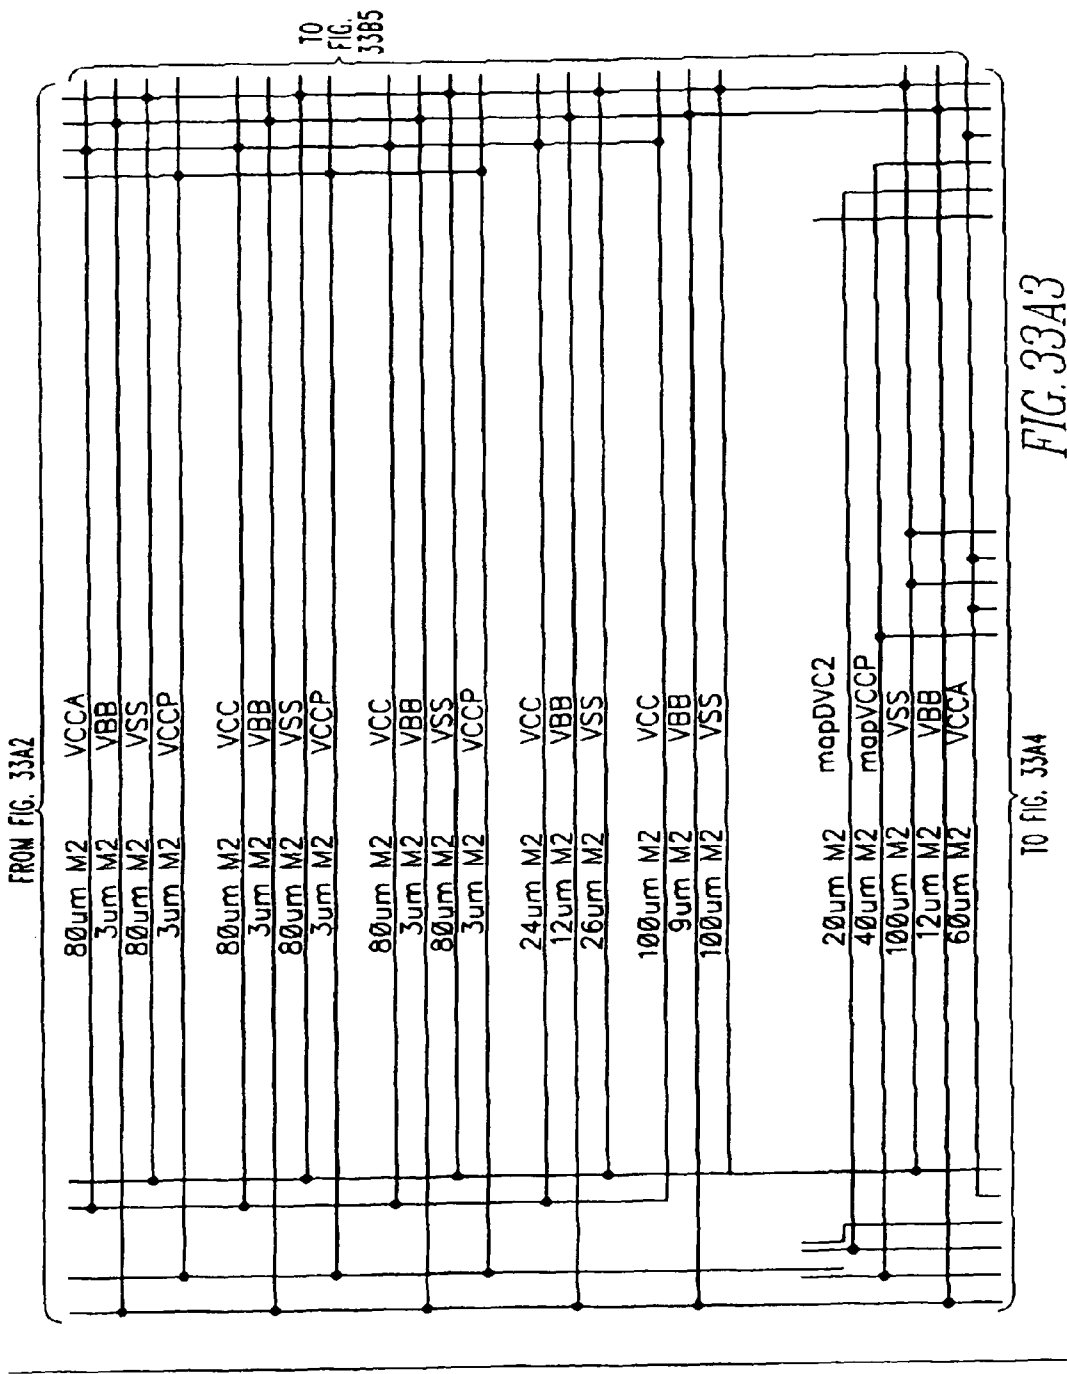 FROM FIG. 33A2
TO
FIG.
33B5
80um M2 VCCA
3um M2 VBB
80um M2 VSS
3um M2 VCCP
80um M2 VCC
3um M2 VBB
80um M2 VSS
3um M2 VCCP
80um M2 VCC
3um M2 VBB
80um M2 VSS
3um M2 VCCP
24um M2 VCC
12um M2 VBB
26um M2 VSS
100um M2 VCC
9um M2 VBB
100um M2 VSS
20um M2 mapDVC2
40um M2 mapVCCP
100um M2 VSS
12um M2 VBB
60um M2 VCCA
TO FIG. 33A4
FIG. 33A3